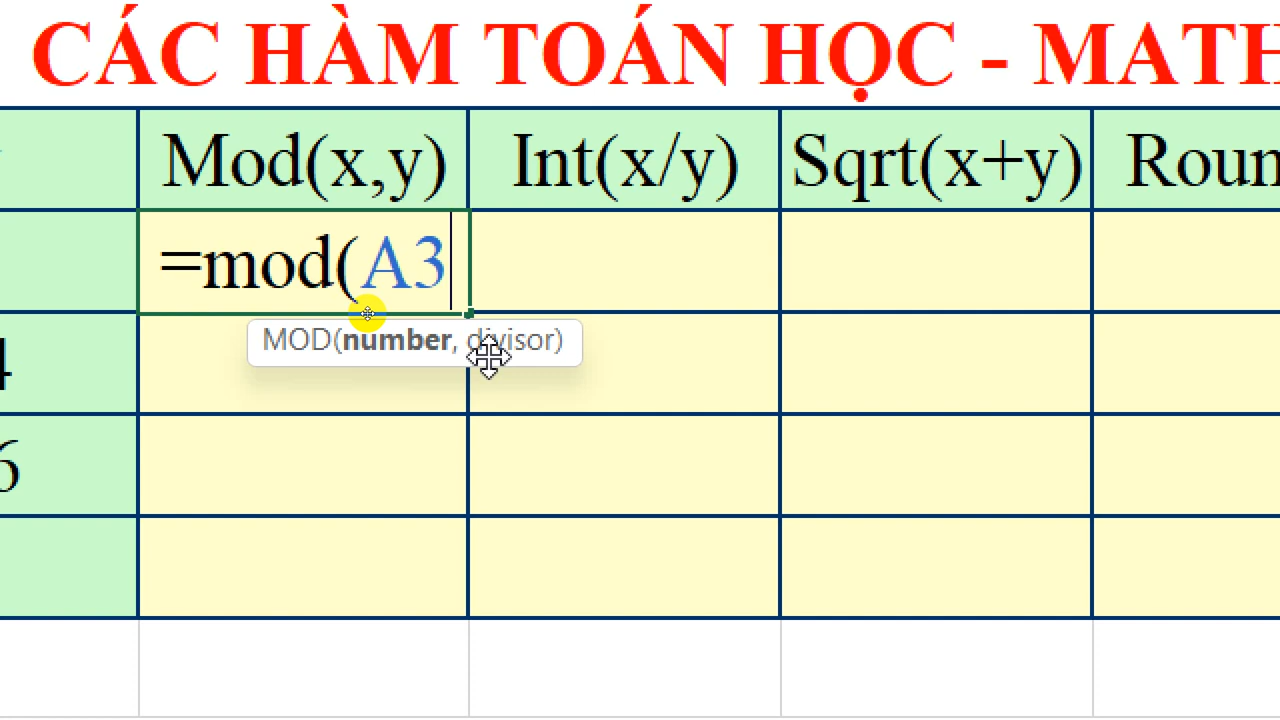 CÁC HÀM TOÁN HỌC - MATH
Mod(x,y) Int(x/y) Sqrt(x+y) Roun
=mod(A3
MOD(number, divisor)
4
6